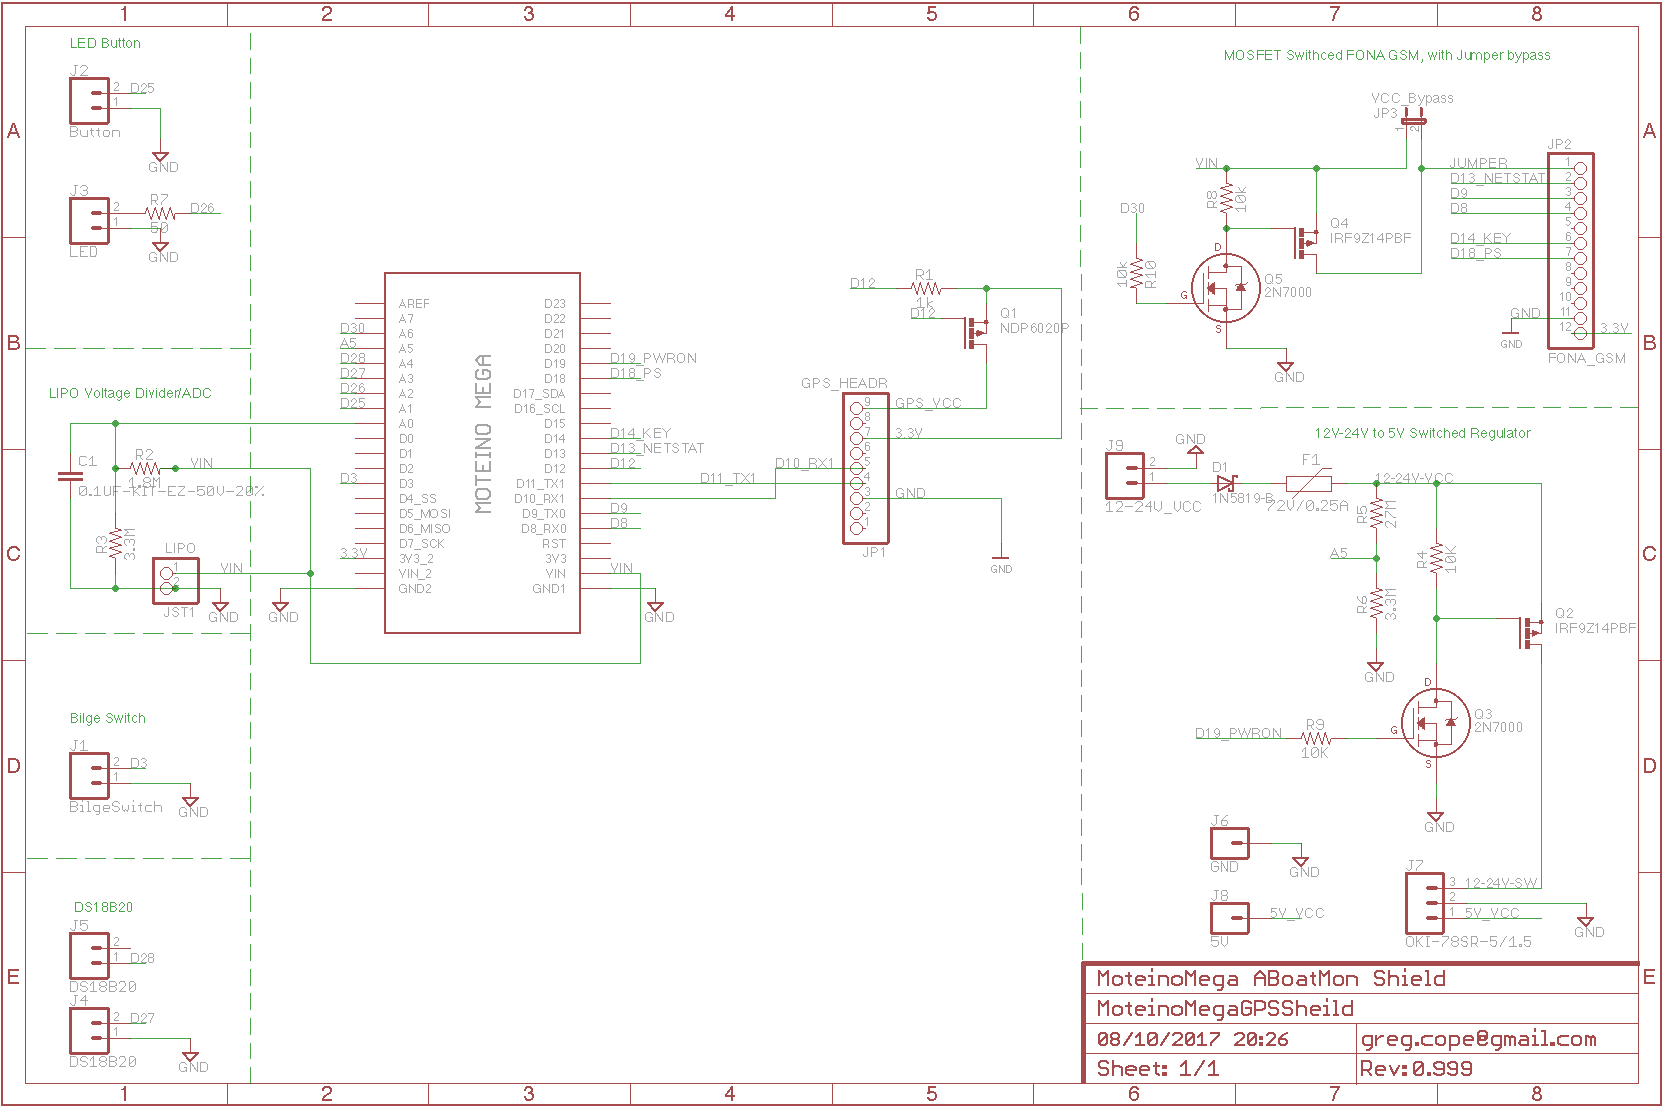 1 2 3 4 5 6 7 8
A
B
C
D
E
LED Button
J2
2 D25
1
Button
GND
J3
R7
2 D26
1
50
LED
GND
LIPO Voltage Divider/ADC
C1
R2
VIN
1.8M
0.1UF-KIT-EZ-50V-20%
R3
3.3M
LIPO
1 VIN
2
JST1
GND
Bilge Switch
J1
2 D3
1
BilgeSwitch
GND
DS18B20
J5
2
1 D28
DS18B20
J4
2 D27
1
DS18B20
GND
MOTEINO MEGA
AREF D23
A7 D22
D30 A6 D21
A5 A5 D20
D28 A4 D19 D19_PWRON
D27 A3 D18 D18_PS
D26 A2 D17_SDA
D25 A1 D16_SCL
A0 D15
D0 D14 D14_KEY
D1 D13 D13_NETSTAT
D2 D12 D12
D3 D3 D11_TX1 D11_TX1
D4_SS D10_RX1 D10_RX1
D5_MOSI D9_TX0 D9
D6_MISO D8_RX0 D8
D7_SCK RST
3.3V 3V3_2 3V3
VIN_2 VIN VIN
GND2 GND1
GND
GND
D12
R1
1k
D12
Q1
NDP6020P
GPS_HEADR
9 GPS_VCC
8
7 3.3V
6
5
4
3 GND
2
1
JP1
GND
MOSFET Swithced FONA GSM, with Jumper bypass
VCC_Bypass
JP3
1 2
VIN
R8
10k
D30
10k
R10
D
G
S
Q5
2N7000
Q4
IRF9Z14PBF
GND
JP2
JUMPER 1
D13_NETSTAT 2
D9 3
D8 4
5
D14_KEY 6
D18_PS 7
8
9
10
GND 11
12 3.3V
GND
FONA_GSM
12V-24V to 5V Switched Regulator
J9
2
1
12-24V_VCC
GND
D1
1N5819-B
F1
72V/0.25A
12-24V-VCC
R5
27M
A5
R6
3.3M
GND
R4
10K
Q2
IRF9Z14PBF
D19_PWRON
R9
10K
D
G
S
Q3
2N7000
GND
J6
GND
GND
J8
5V_VCC
5V
J7
3 12-24V-SW
2
1 5V_VCC
OKI-78SR-5/1.5
GND
MoteinoMega ABoatMon Shield
MoteinoMegaGPSSheild
08/10/2017 20:26
greg.cope@gmail.com
Sheet: 1/1
Rev:0.999
A
B
C
D
E
1 2 3 4 5 6 7 8